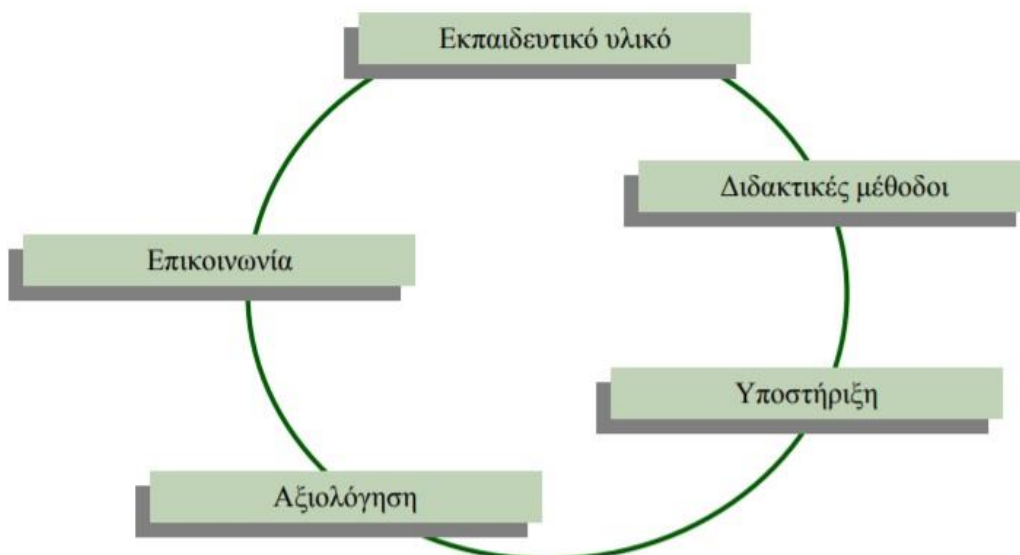 Εκπαιδευτικό υλικό
Διδακτικές μέθοδοι
Επικοινωνία
Υποστήριξη
Αξιολόγηση